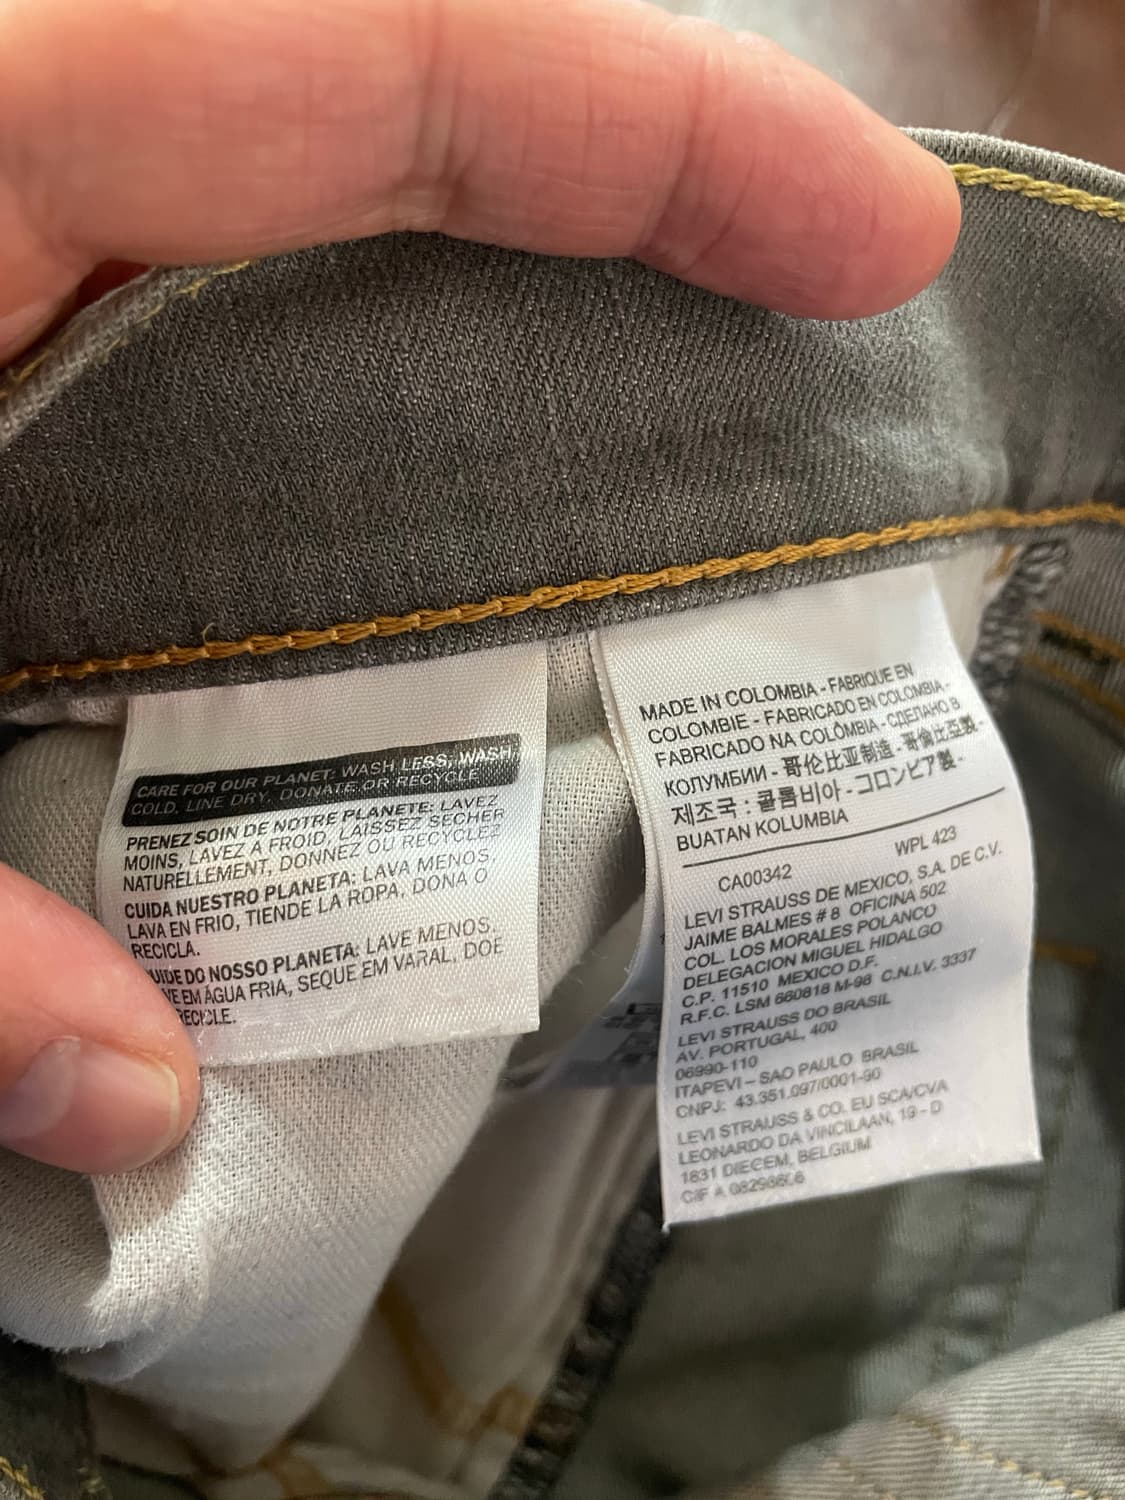 CARE FOR OUR PLANET: WASH LESS, WASH
COLD, LINE DRY, DONATE OR RECYCLE
PRENEZ SOIN DE NOTRE PLANETE: LAVEZ
MOINS, LAVEZ A FROID, LAISSEZ SECHER
NATURELLEMENT, DONNEZ OU RECYCLEZ
CUIDA NUESTRO PLANETA: LAVA MENOS,
LAVA EN FRIO, TIENDE LA ROPA, DONA O
RECICLA.
UIDE DO NOSSO PLANETA: LAVE MENOS.
VE EM ÁGUA FRIA, SEQUE EM VARAL, DOE
RECICLE.
MADE IN COLOMBIA - FABRIQUE EN
COLOMBIE - FABRICADO EN COLOMBIA -
FABRICADO NA COLÔMBIA - СДЕЛАНО В
КОЛУМБИИ - 哥伦比亚制造 - 哥倫比亞製 -
제조국 : 콜롬비아 - コロンビア製 -
BUATAN KOLUMBIA
WPL 423
CA00342
LEVI STRAUSS DE MEXICO, S.A. DE C.V.
JAIME BALMES # 8 OFICINA 502
COL. LOS MORALES POLANCO
DELEGACION MIGUEL HIDALGO
C.P. 11510 MEXICO D.F.
R.F.C. LSM 660818 M-98 C.N.I.V. 3337
LEVI STRAUSS DO BRASIL
AV. PORTUGAL, 400
06990-110
ITAPEVI – SAO PAULO BRASIL
CNPJ: 43.351.097/0001-90
LEVI STRAUSS & CO. EU SCA/CVA
LEONARDO DA VINCILAAN, 19 - D
1831 DIECEM, BELGIUM
CIF A